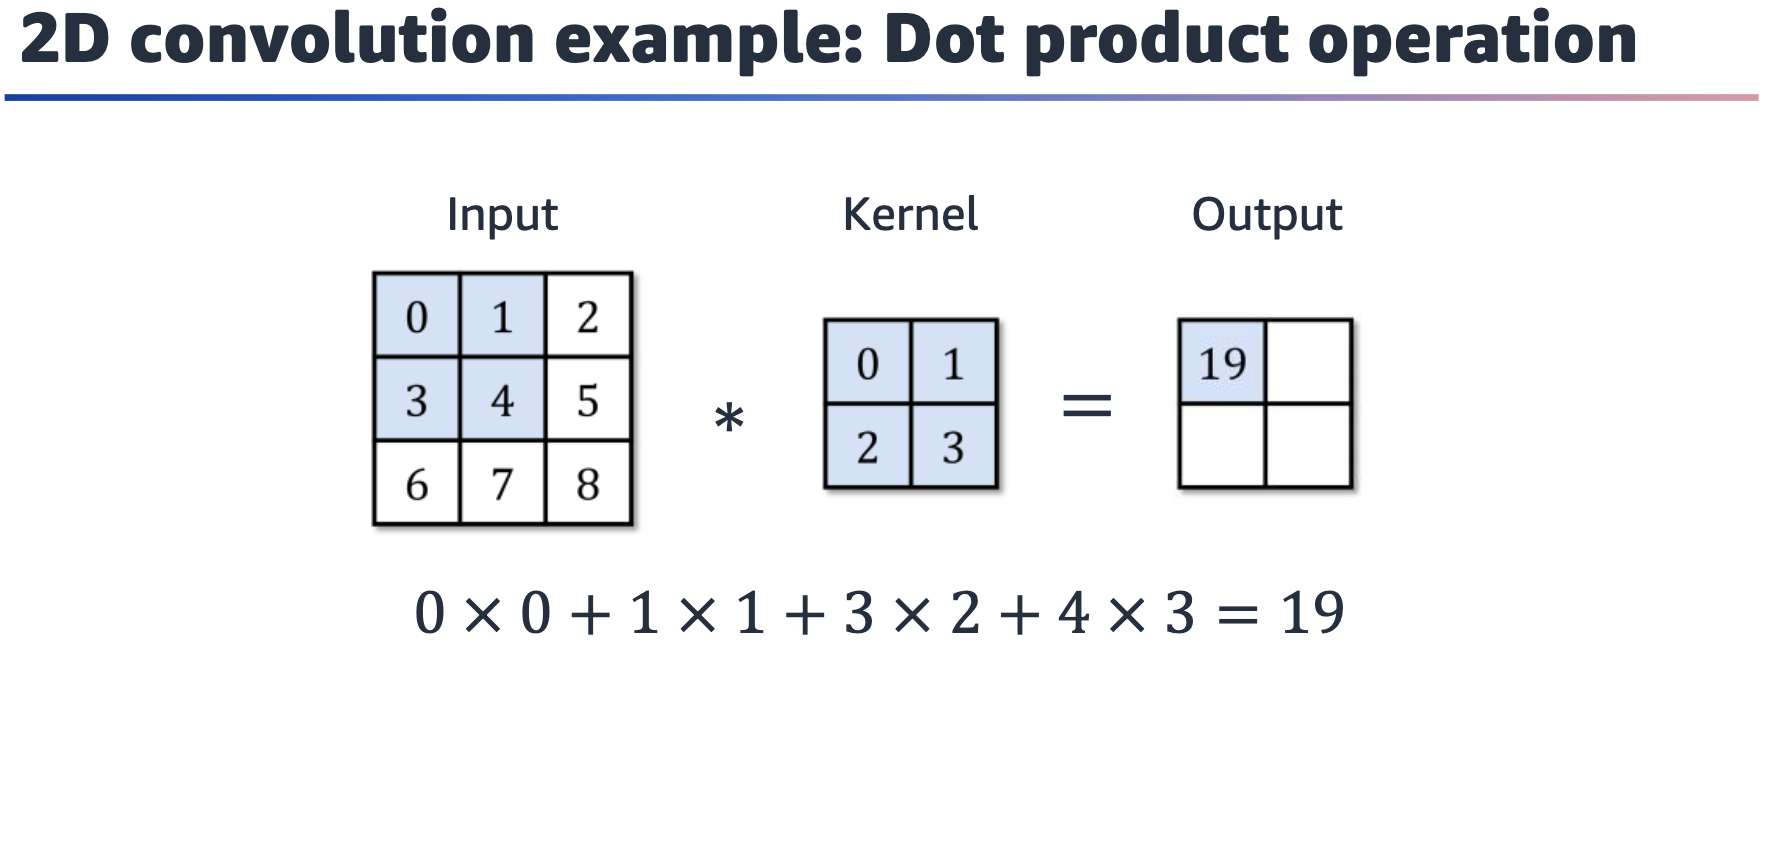 2D convolution example: Dot product operation
Input Kernel Output
0 1 2
3 4 5
6 7 8
*
0 1
2 3
=
19
0 × 0 + 1 × 1 + 3 × 2 + 4 × 3 = 19